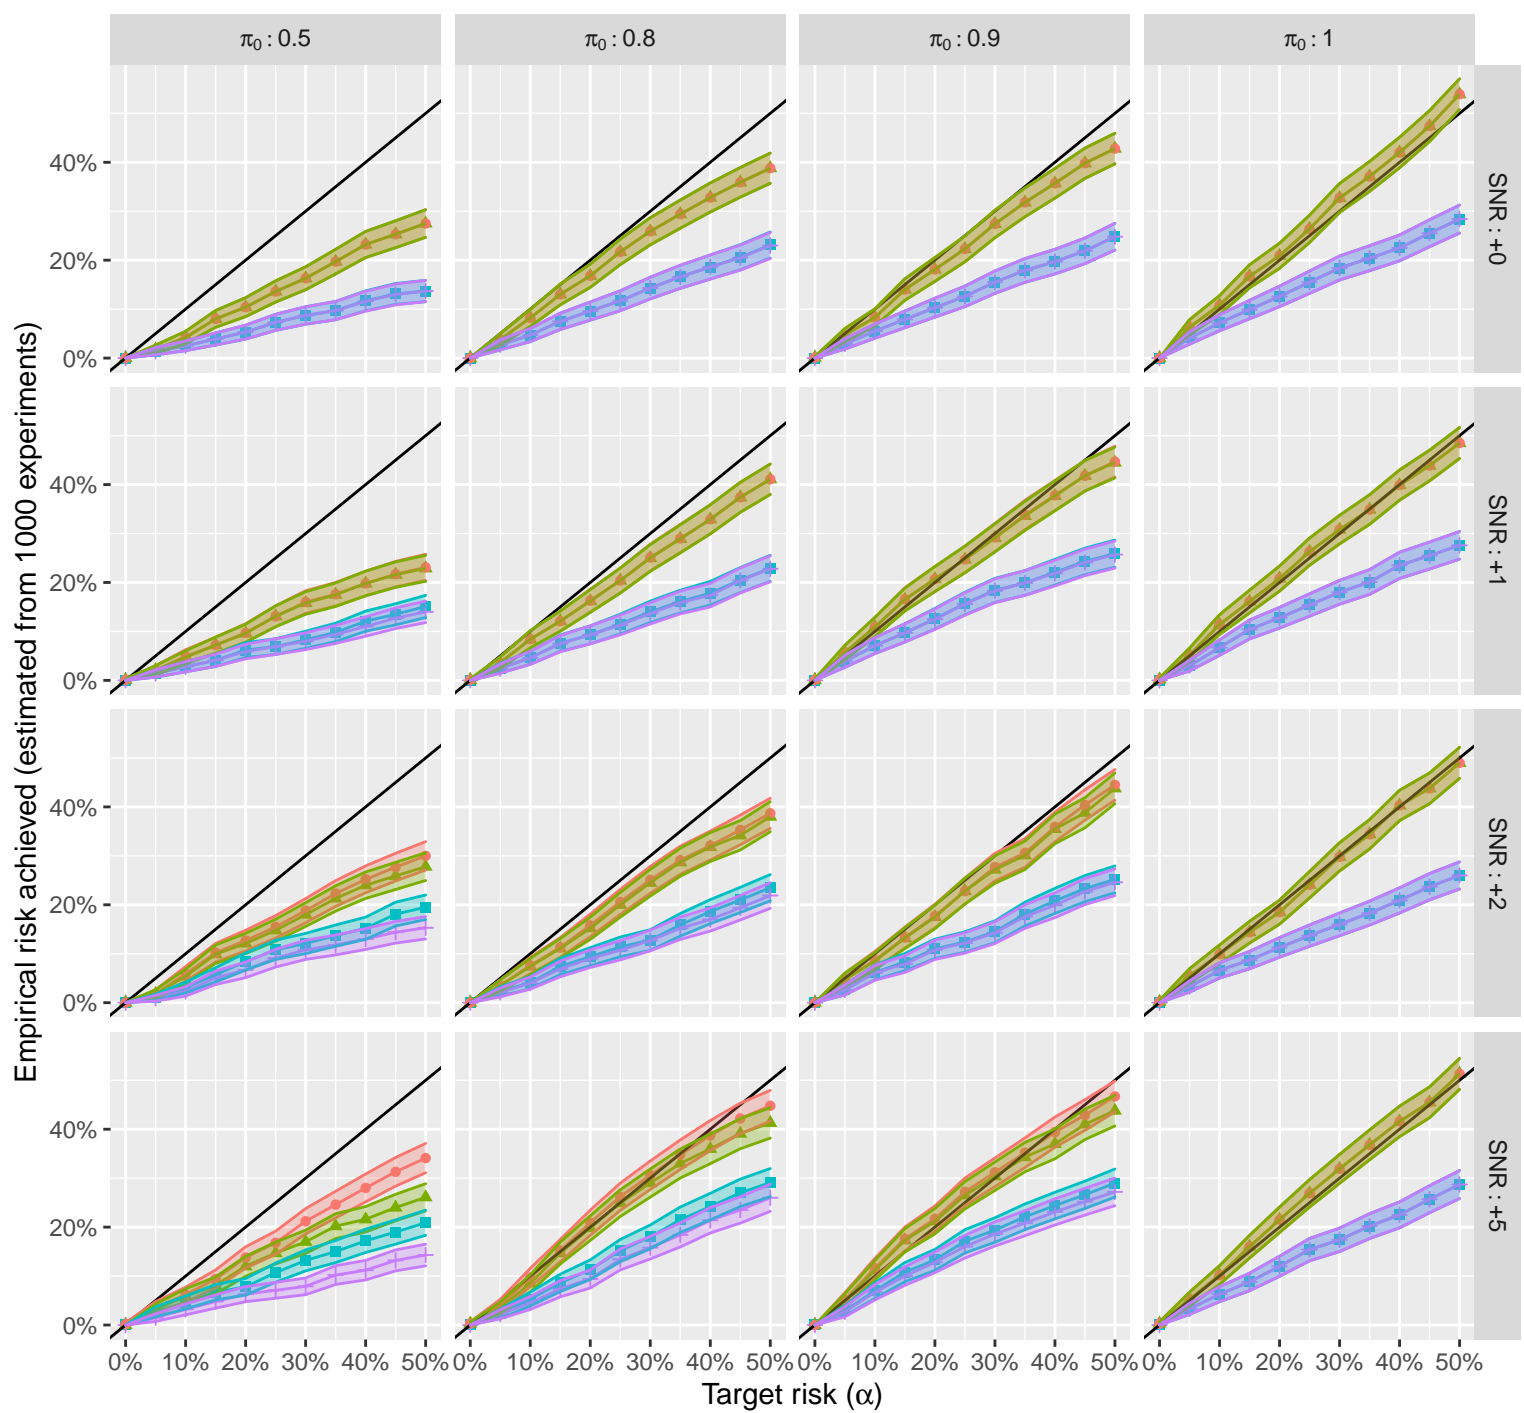 π₀ : 0.5 π₀ : 0.8 π₀ : 0.9 π₀ : 1
Empirical risk achieved (estimated from 1000 experiments)
40%
20%
0%
SNR : +0
40%
20%
0%
SNR : +1
40%
20%
0%
SNR : +2
40%
20%
0%
SNR : +5
0% 10% 20% 30% 40% 50% 0% 10% 20% 30% 40% 50% 0% 10% 20% 30% 40% 50% 0% 10% 20% 30% 40% 50%
Target risk (α)